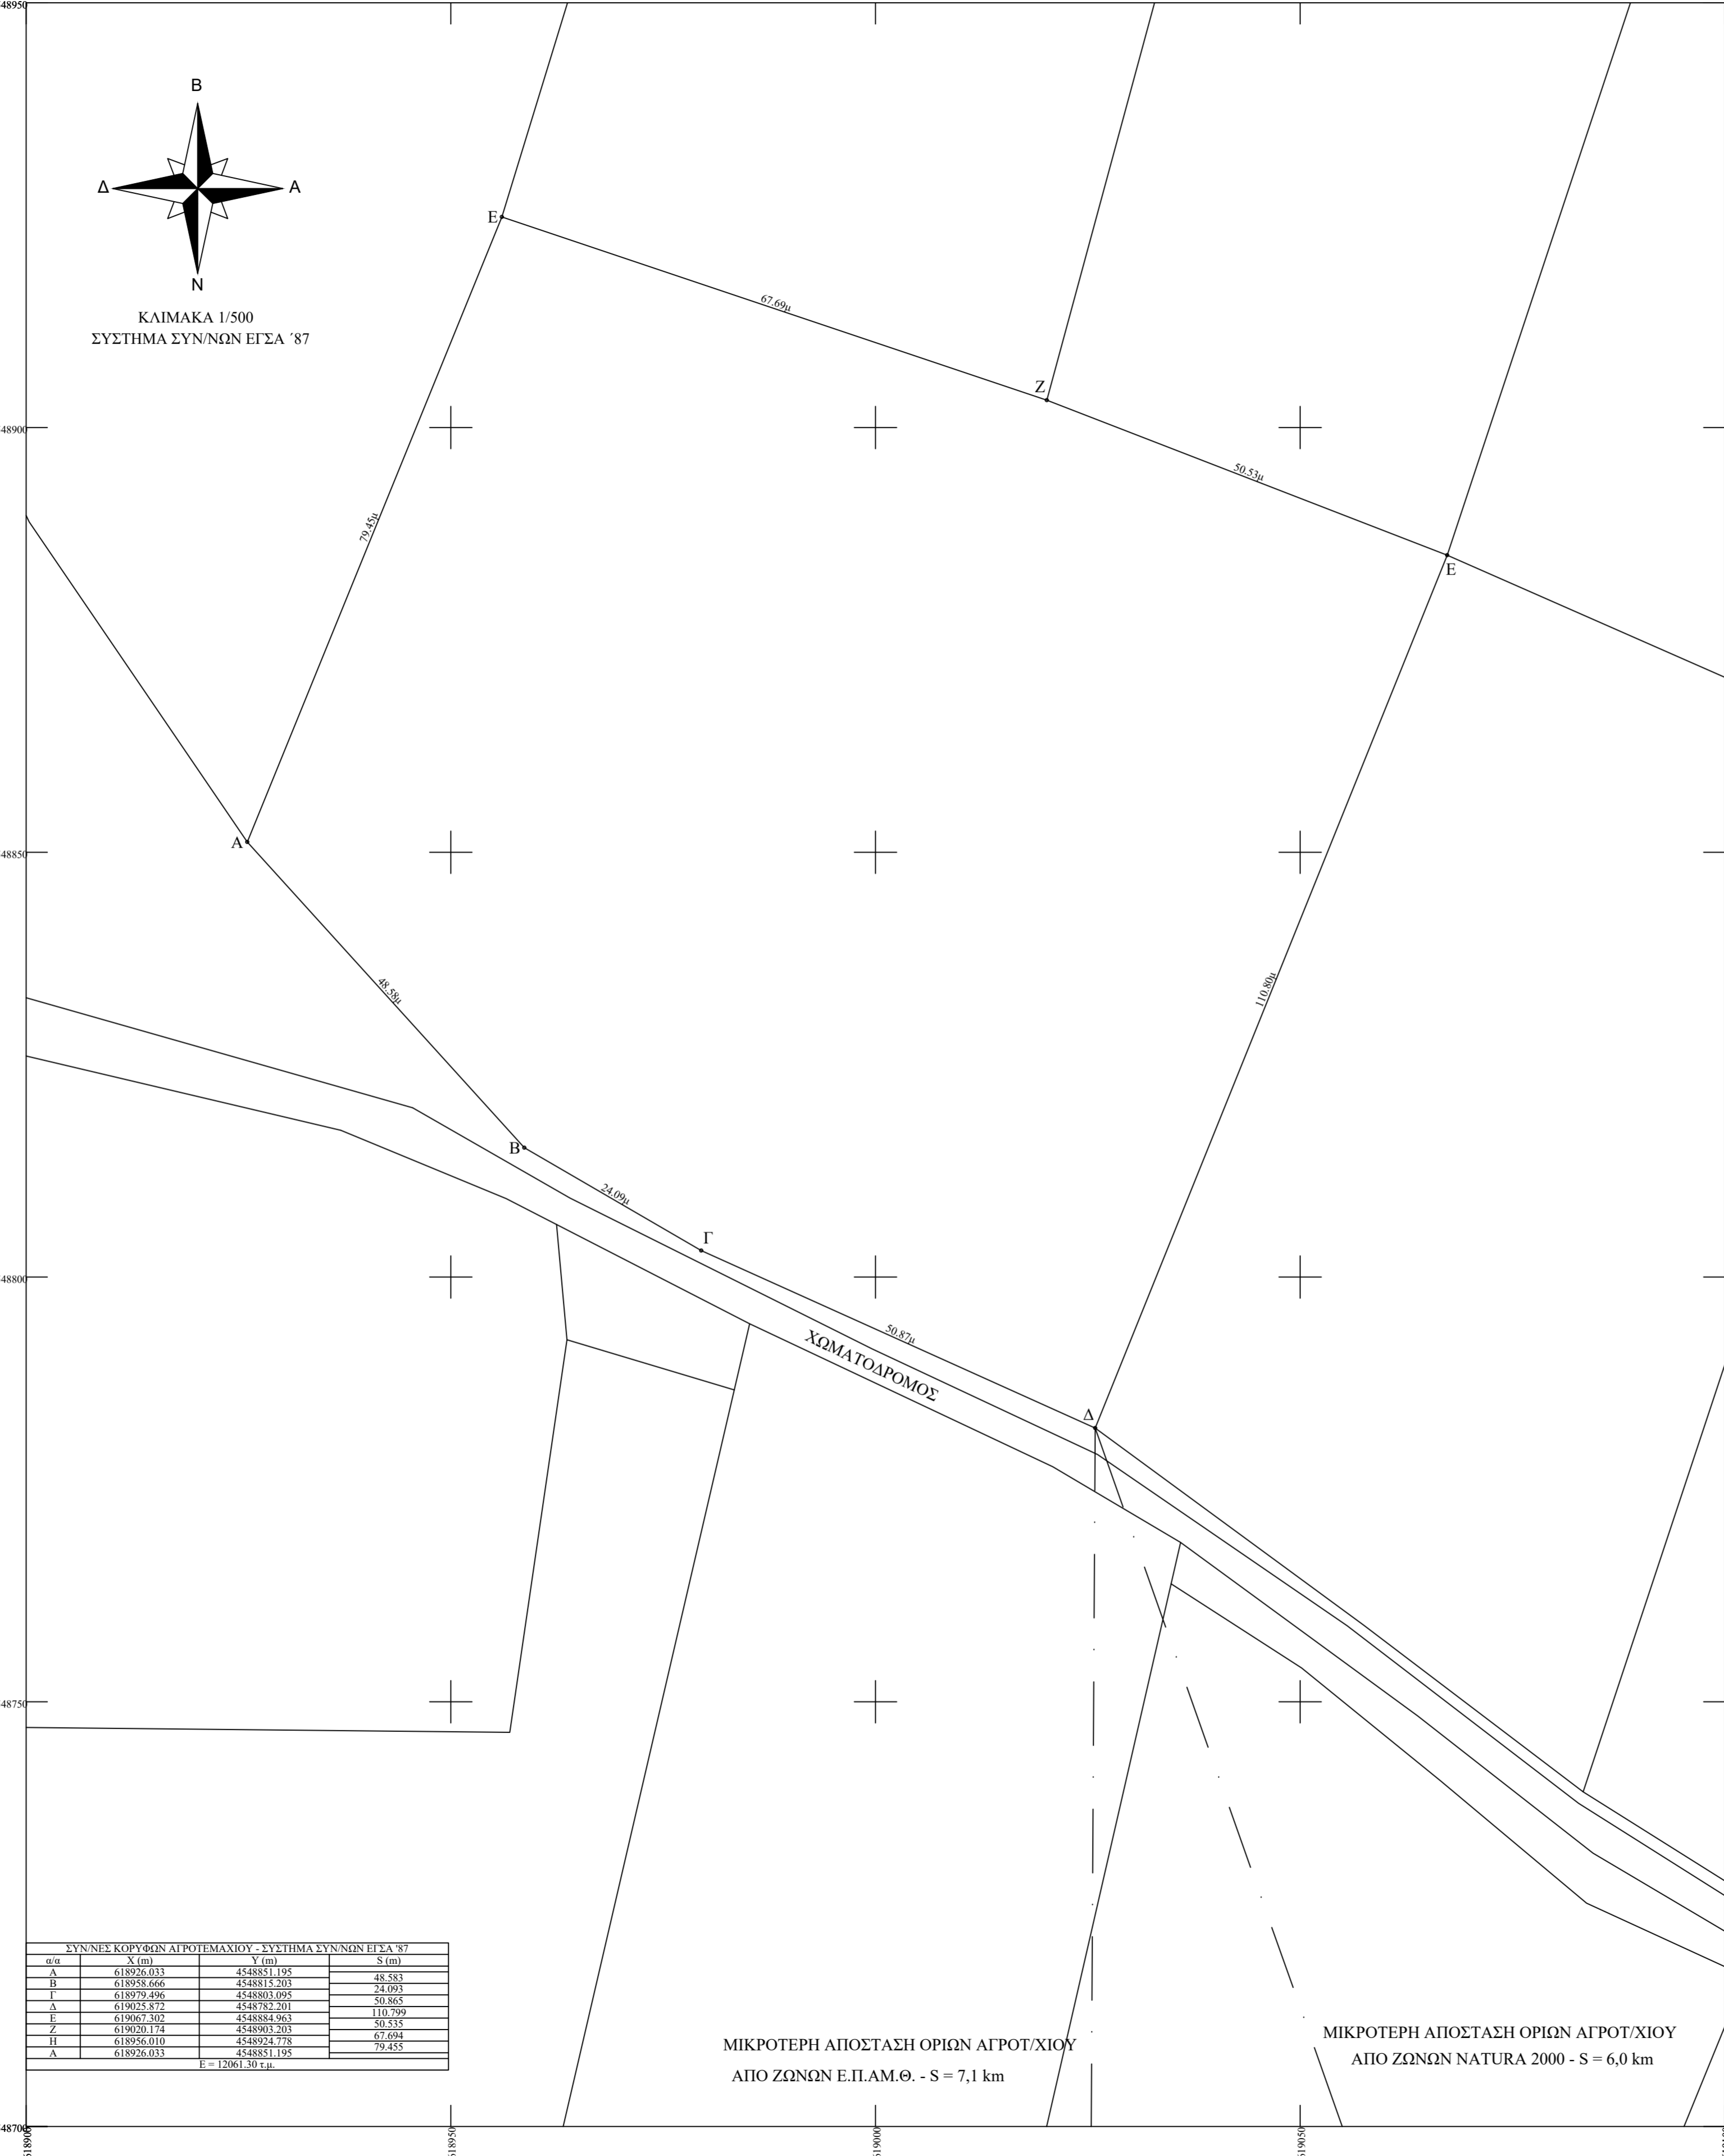 48950
Β
Δ
Α
Ν
ΚΛΙΜΑΚΑ 1/500
ΣΥΣΤΗΜΑ ΣΥΝ/ΝΩΝ ΕΓΣΑ ΄87
Ε
67.69μ
Ζ
48900
50.53μ
Ε
79.45μ
Α
48850
48.58μ
110.80μ
Β
24.09μ
Γ
48800
50.87μ
ΧΩΜΑΤΟΔΡΟΜΟΣ
Δ
48750
ΣΥΝ/ΝΕΣ ΚΟΡΥΦΩΝ ΑΓΡΟΤΕΜΑΧΙΟΥ - ΣΥΣΤΗΜΑ ΣΥΝ/ΝΩΝ ΕΓΣΑ '87
α/α X (m) Y (m) S (m)
Α 618926.033 4548851.195
48.583
Β 618958.666 4548815.203
24.093
Γ 618979.496 4548803.095
50.865
Δ 619025.872 4548782.201
110.799
Ε 619067.302 4548884.963
50.535
Ζ 619020.174 4548903.203
67.694
Η 618956.010 4548924.778
79.455
Α 618926.033 4548851.195
Ε = 12061.30 τ.μ.
ΜΙΚΡΟΤΕΡΗ ΑΠΟΣΤΑΣΗ ΟΡΙΩΝ ΑΓΡΟΤ/ΧΙΟΥ
ΑΠΟ ΖΩΝΩΝ Ε.Π.ΑΜ.Θ. - S = 7,1 km
ΜΙΚΡΟΤΕΡΗ ΑΠΟΣΤΑΣΗ ΟΡΙΩΝ ΑΓΡΟΤ/ΧΙΟΥ
ΑΠΟ ΖΩΝΩΝ NATURA 2000 - S = 6,0 km
48700
618900
618950
619000
619050